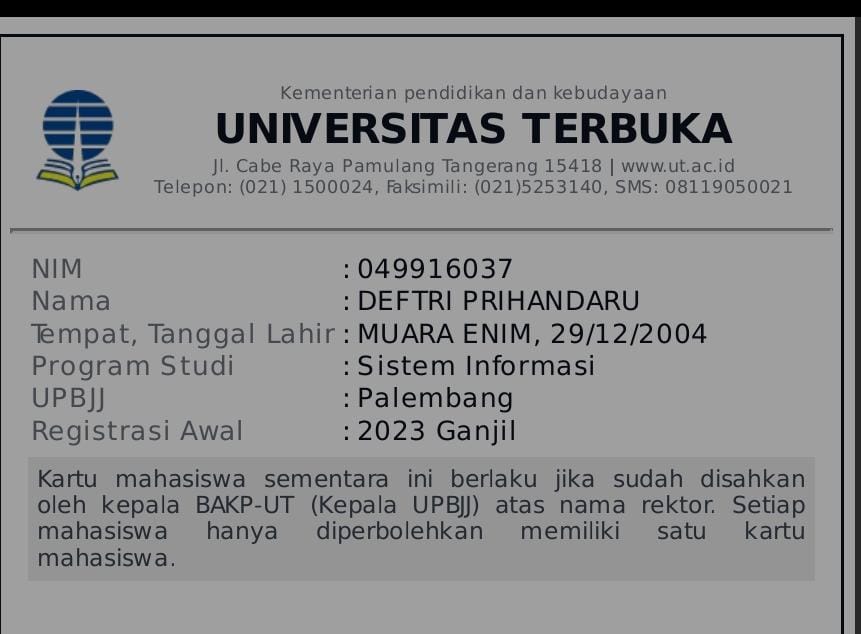 Kementerian pendidikan dan kebudayaan
UNIVERSITAS TERBUKA
Jl. Cabe Raya Pamulang Tangerang 15418 | www.ut.ac.id
Telepon: (021) 1500024, Faksimili: (021)5253140, SMS: 08119050021
NIM : 049916037
Nama : DEFTRI PRIHANDARU
Tempat, Tanggal Lahir : MUARA ENIM, 29/12/2004
Program Studi : Sistem Informasi
UPBJJ : Palembang
Registrasi Awal : 2023 Ganjil
Kartu mahasiswa sementara ini berlaku jika sudah disahkan
oleh kepala BAKP-UT (Kepala UPBJJ) atas nama rektor. Setiap
mahasiswa hanya diperbolehkan memiliki satu kartu
mahasiswa.